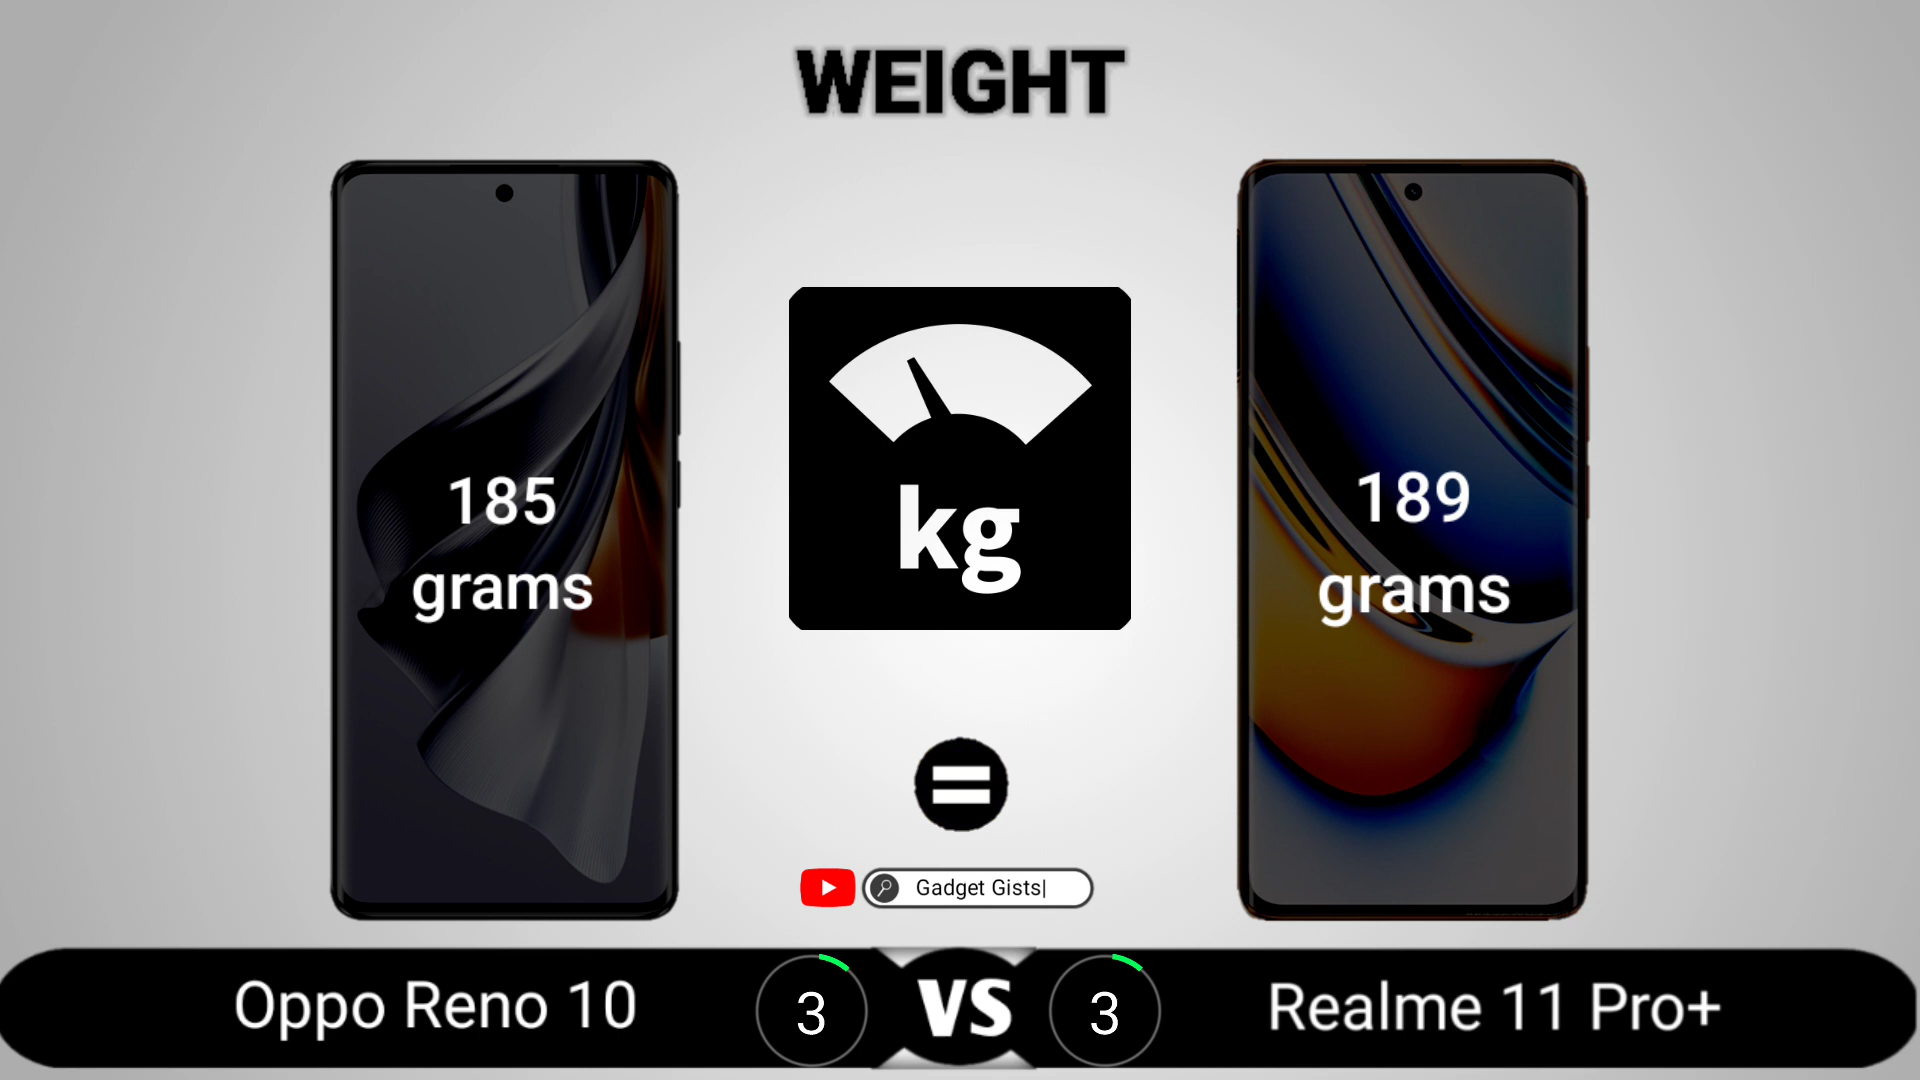 WEIGHT
185
grams
kg
189
grams
Gadget Gists|
Oppo Reno 10
3
VS
3
Realme 11 Pro+